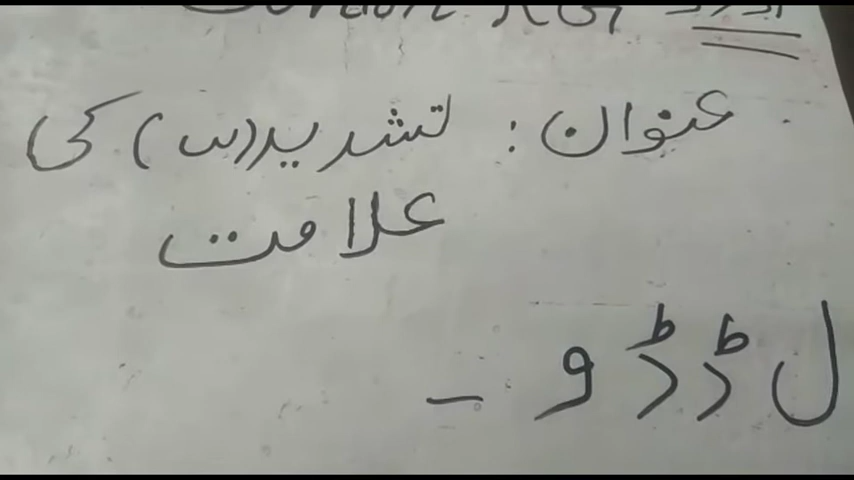 عنوان: تشدید (س) کی
علامت
ل ڈ ڈ و ۔